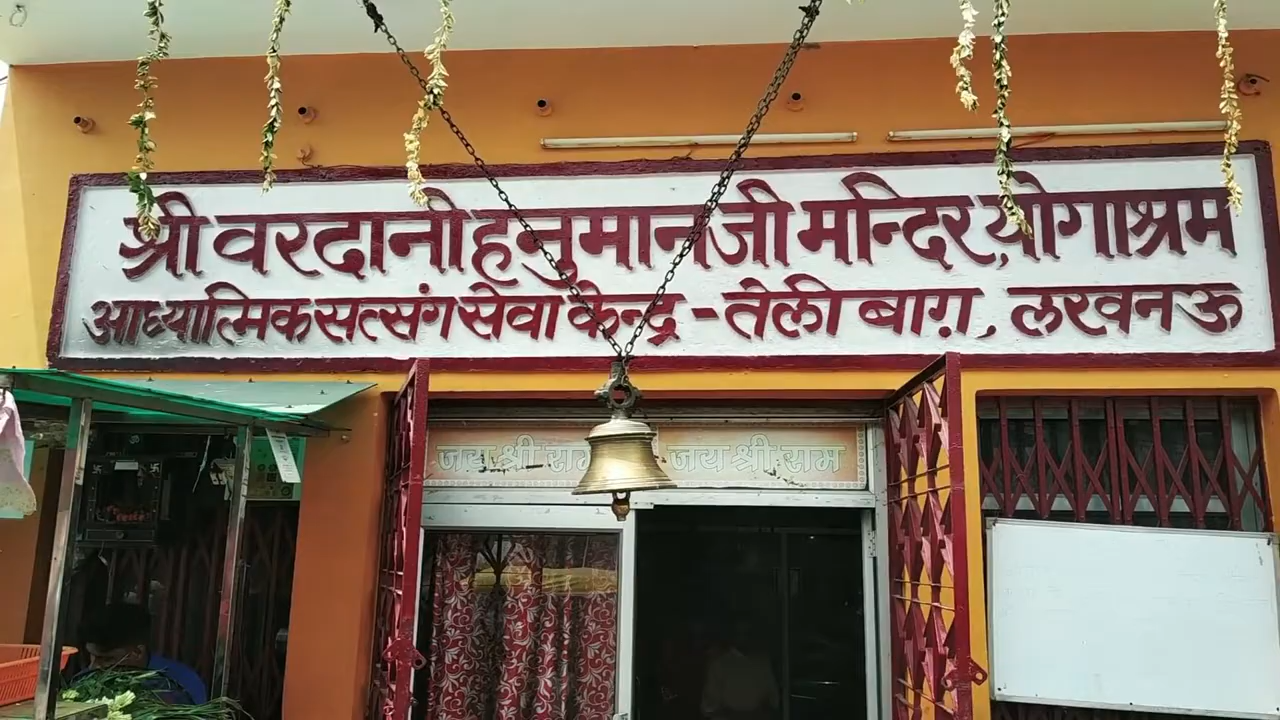 श्री वरदानी हनुमान जी मन्दिर, योगाश्रम
आध्यात्मिक सत्संग सेवा केन्द्र - तेली बाग़, लखनऊ
जय श्री राम जय श्री राम